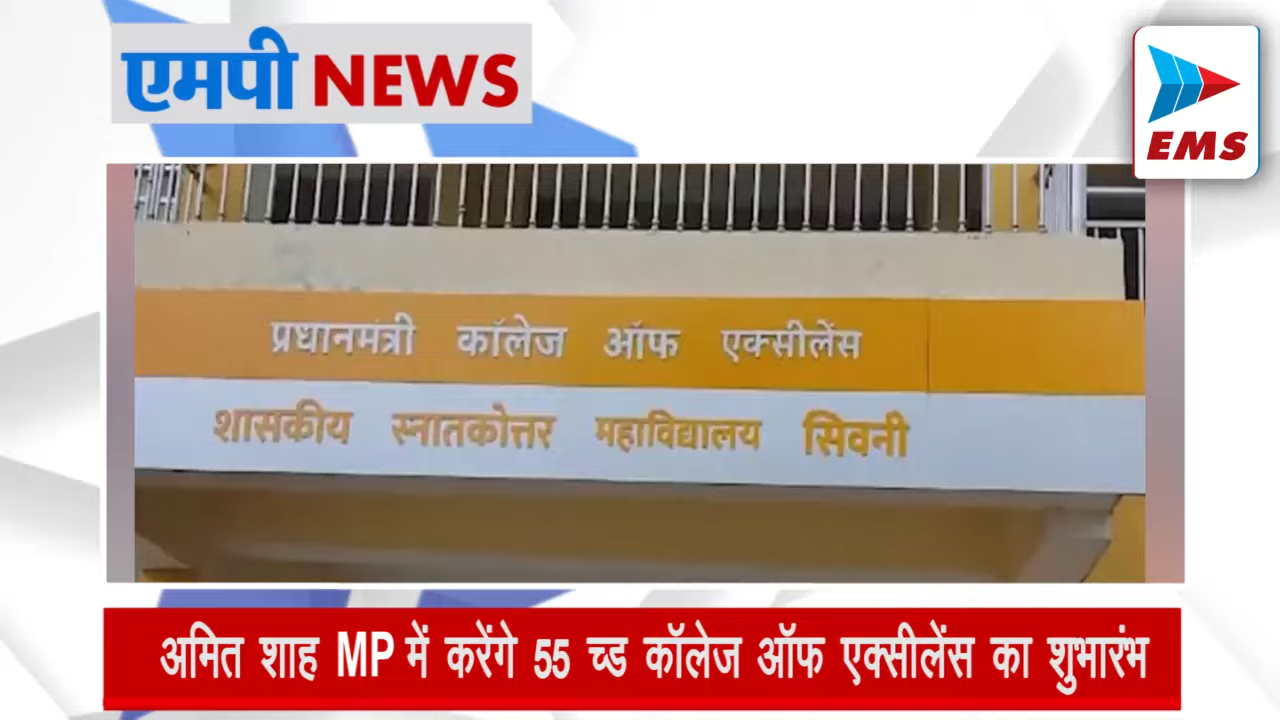 एमपी NEWS
EMS
प्रधानमंत्री कॉलेज ऑफ एक्सीलेंस
शासकीय स्नातकोत्तर महाविद्यालय सिवनी
अमित शाह MP में करेंगे 55 च्ड कॉलेज ऑफ एक्सीलेंस का शुभारंभ